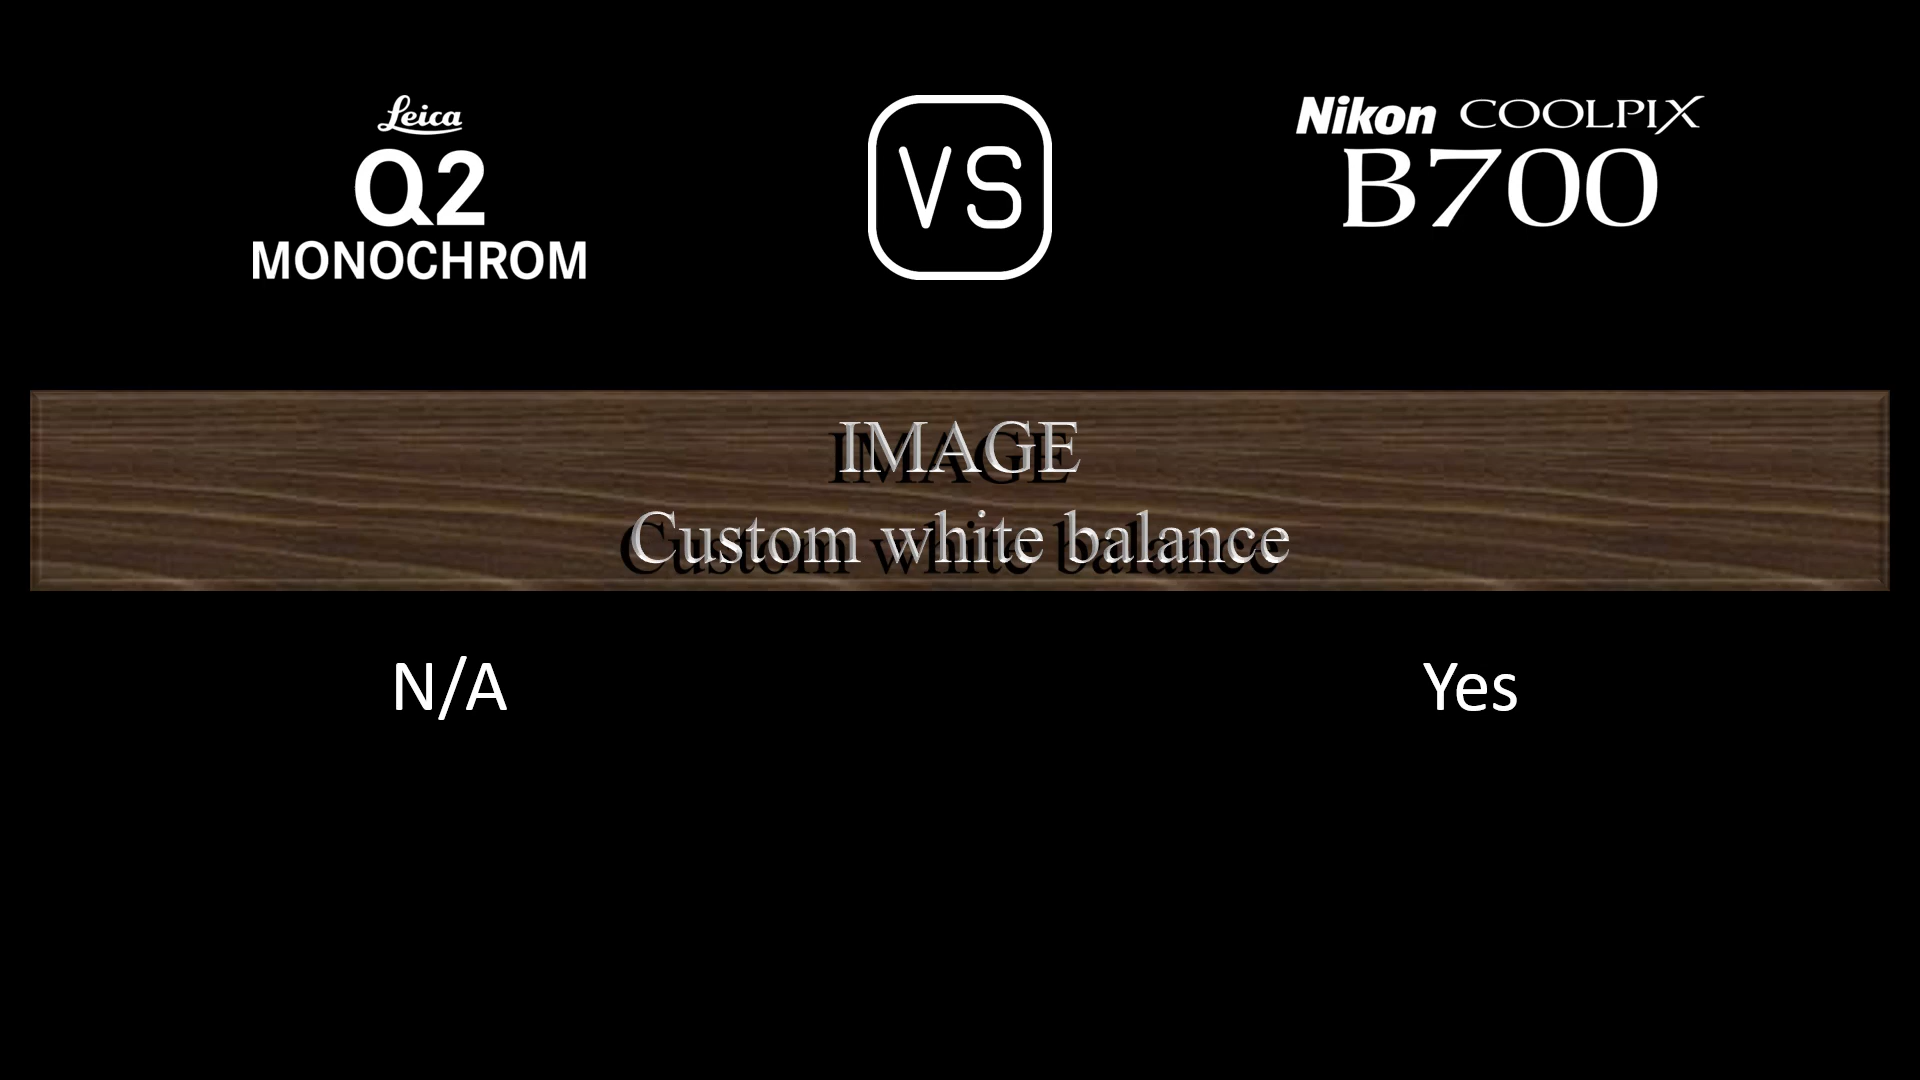 Leica
Q2
MONOCHROM
VS
Nikon COOLPIX
B700
IMAGE
Custom white balance
N/A
Yes